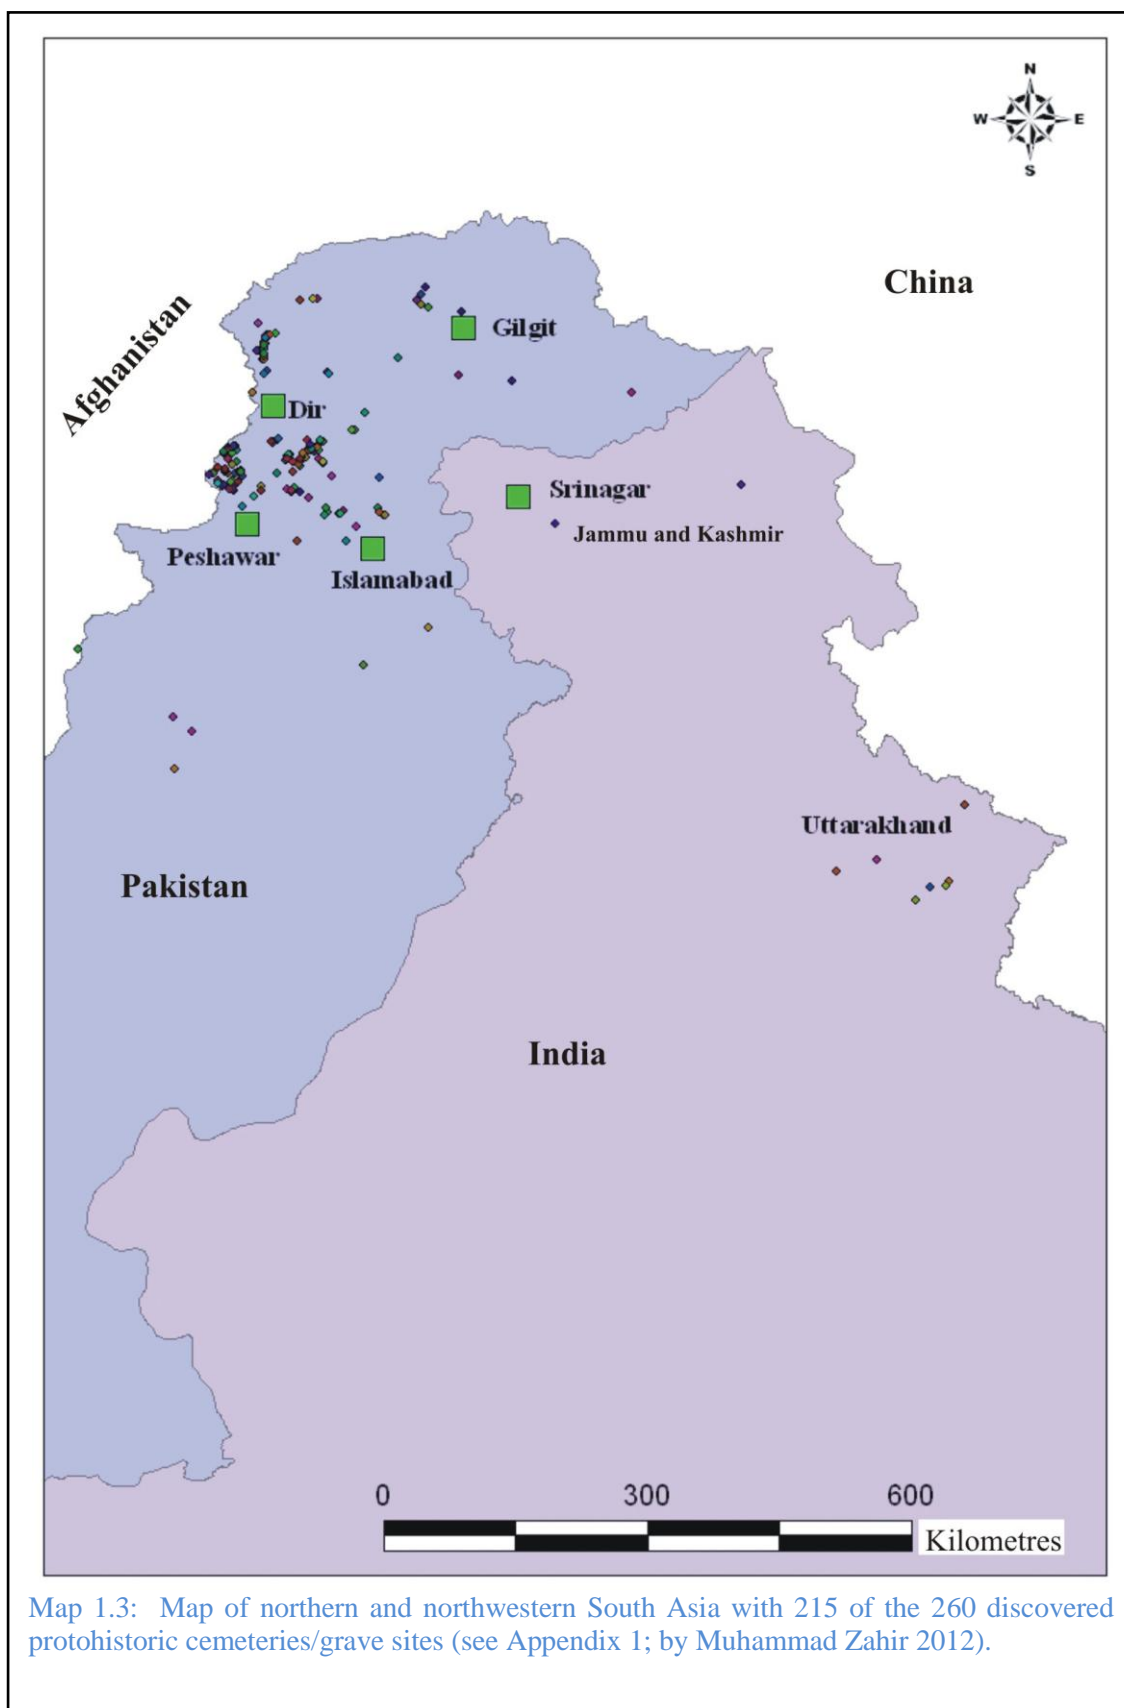 N
W E
S
China
Afghanistan
Gilgit
Dir
Srinagar
Jammu and Kashmir
Peshawar
Islamabad
Uttarakhand
Pakistan
India
0 300 600
Kilometres
Map 1.3: Map of northern and northwestern South Asia with 215 of the 260 discovered
protohistoric cemeteries/grave sites (see Appendix 1; by Muhammad Zahir 2012).